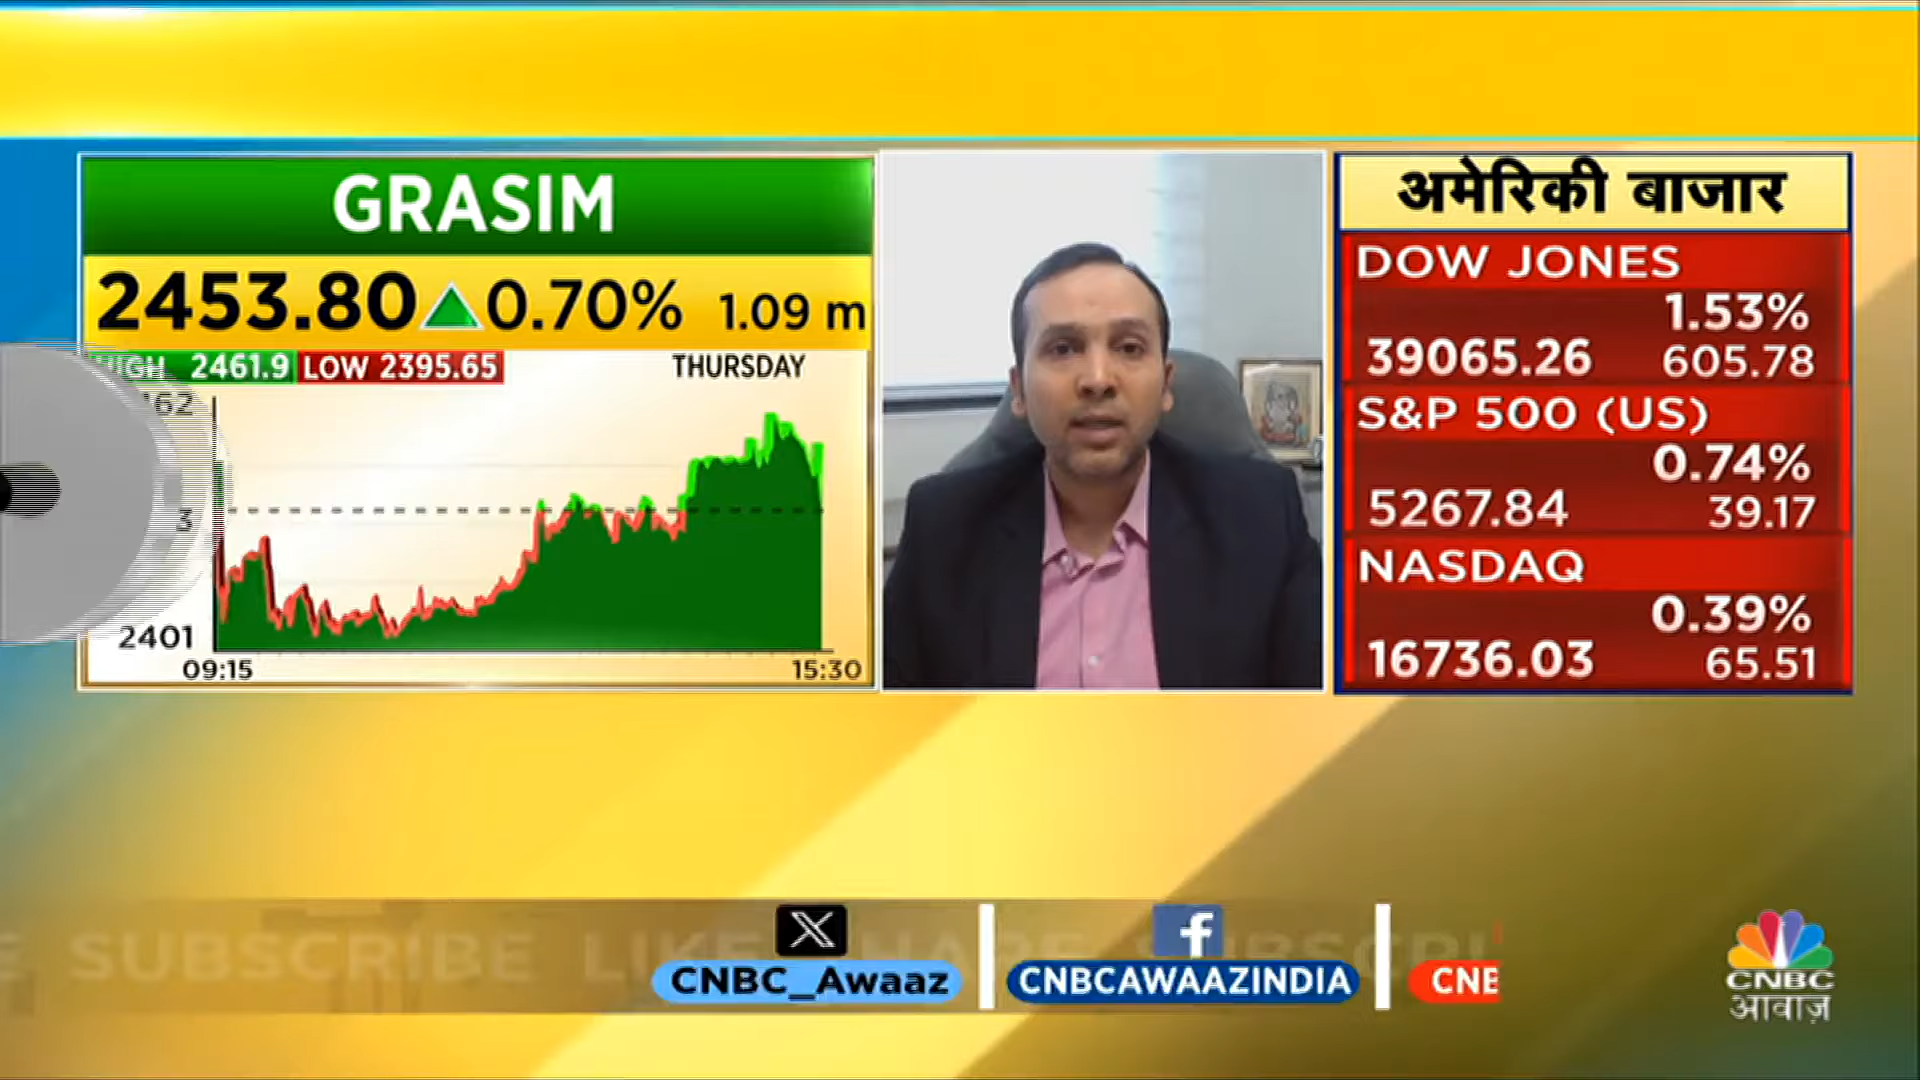 GRASIM
2453.80 0.70% 1.09 m
HIGH 2461.9 LOW 2395.65 THURSDAY
2401
09:15 15:30
अमेरिकी बाजार
DOW JONES
1.53%
39065.26 605.78
S&P 500 (US)
0.74%
5267.84 39.17
NASDAQ
0.39%
16736.03 65.51
SUBSCRIBE
CNBC_Awaaz
CNBCAWAAZINDIA
CNBC
आवाज़